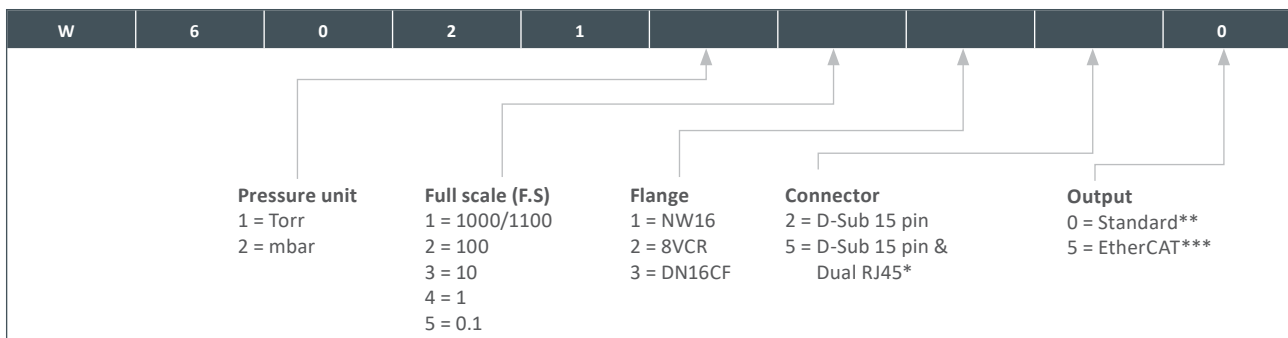 W 6 0 2 1 0
Pressure unit
1 = Torr
2 = mbar
Full scale (F.S)
1 = 1000/1100
2 = 100
3 = 10
4 = 1
5 = 0.1
Flange
1 = NW16
2 = 8VCR
3 = DN16CF
Connector
2 = D-Sub 15 pin
5 = D-Sub 15 pin &
Dual RJ45*
Output
0 = Standard**
5 = EtherCAT***